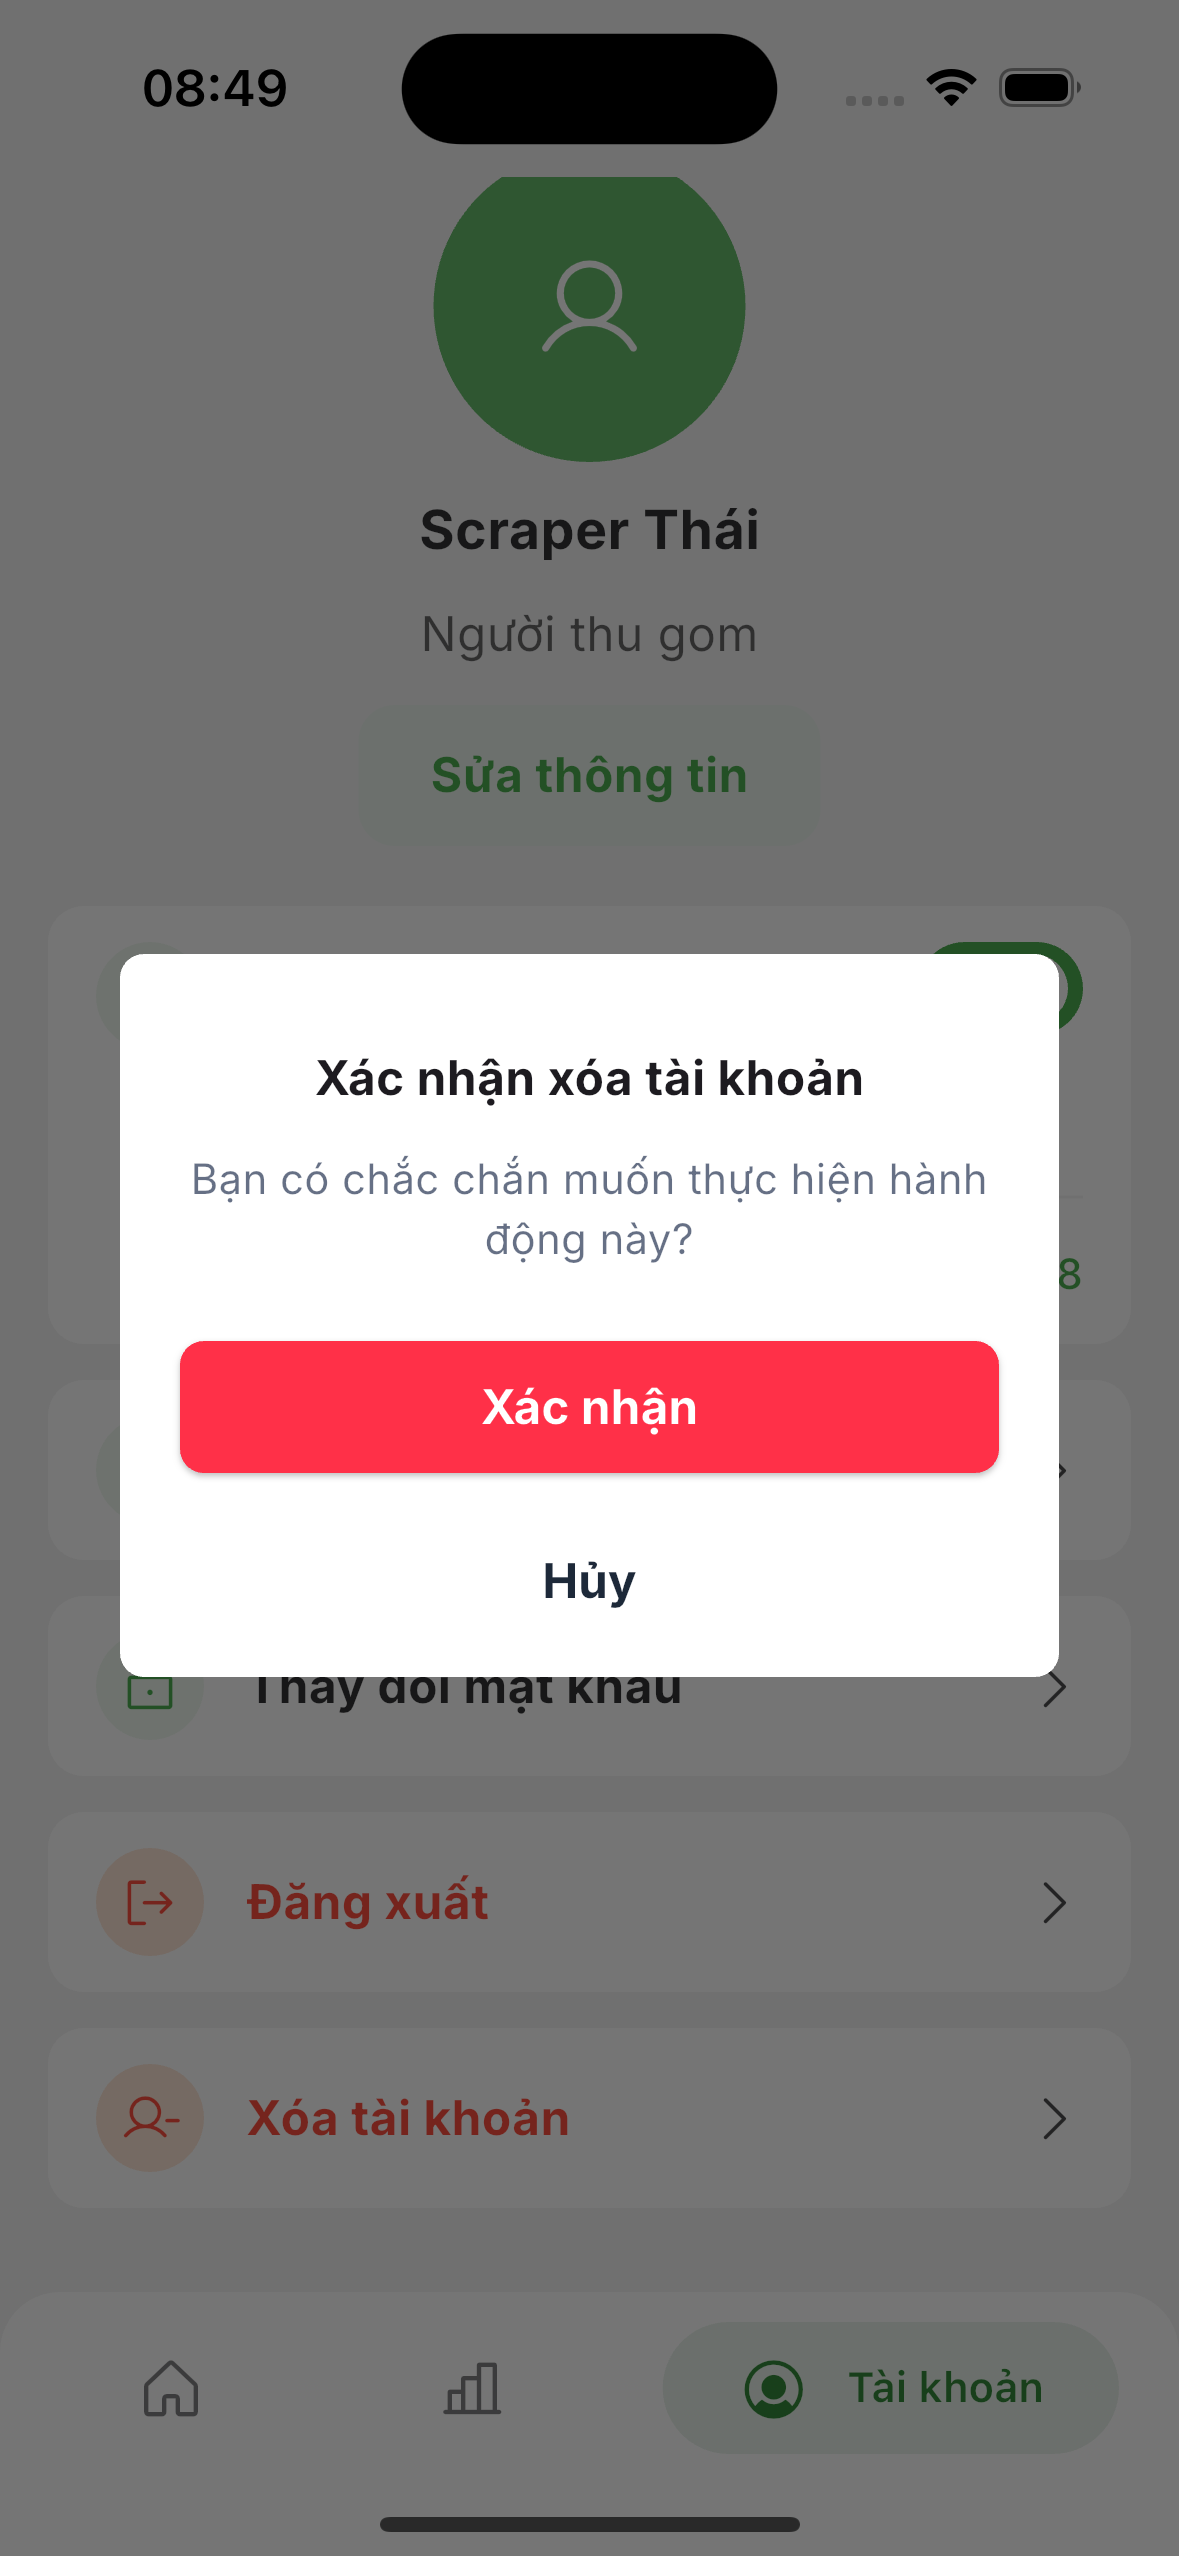 08:49
Scraper Thái
Người thu gom
Sửa thông tin
Xác nhận xóa tài khoản
Bạn có chắc chắn muốn thực hiện hành
động này?
8
Xác nhận
Hủy
Thay đổi mật khẩu
Đăng xuất
Xóa tài khoản
Tài khoản